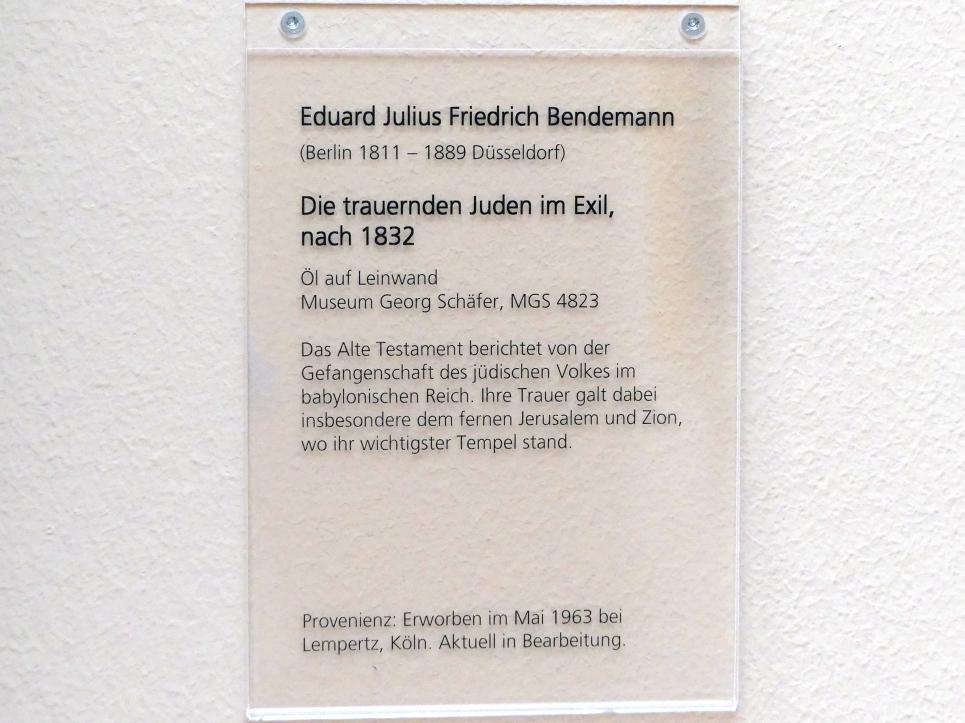 Eduard Julius Friedrich Bendemann
(Berlin 1811 – 1889 Düsseldorf)
Die trauernden Juden im Exil,
nach 1832
Öl auf Leinwand
Museum Georg Schäfer, MGS 4823
Das Alte Testament berichtet von der
Gefangenschaft des jüdischen Volkes im
babylonischen Reich. Ihre Trauer galt dabei
insbesondere dem fernen Jerusalem und Zion,
wo ihr wichtigster Tempel stand.
Provenienz: Erworben im Mai 1963 bei
Lempertz, Köln. Aktuell in Bearbeitung.